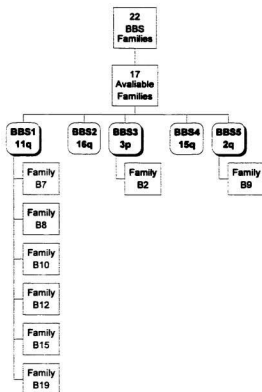 22
BBS
Families
17
Avaliable
Families
BBS1
11q
BBS2
16q
BBS3
3p
BBS4
15q
BBS5
2q
Family
B7
Family
B2
Family
B9
Family
B8
Family
B10
Family
B12
Family
B15
Family
B19